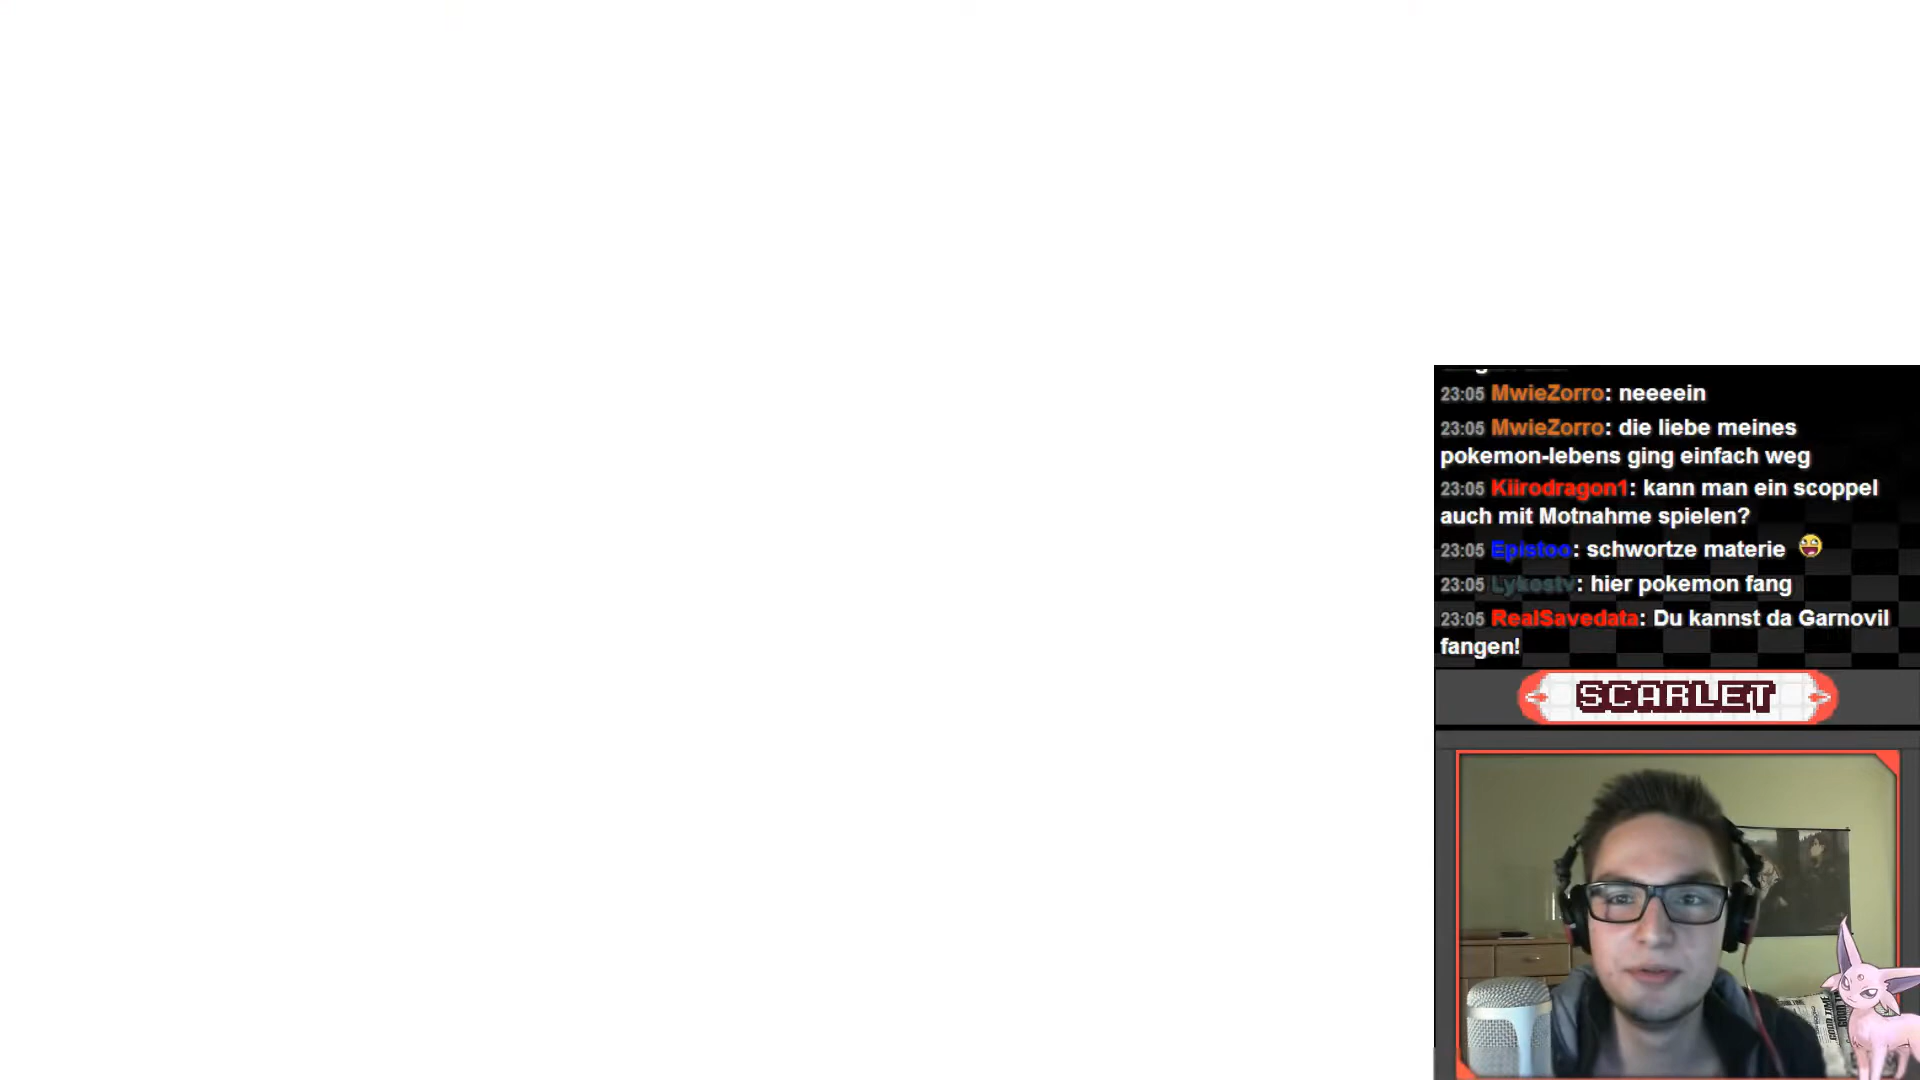 23:05 MwieZorro: neeeein
23:05 MwieZorro: die liebe meines
pokemon-lebens ging einfach weg
23:05 Kiirodragon1: kann man ein scoppel
auch mit Motnahme spielen?
23:05 Epistoo: schwortze materie
23:05 Lykostv: hier pokemon fang
23:05 RealSavedata: Du kannst da Garnovil
fangen!
SCARLET